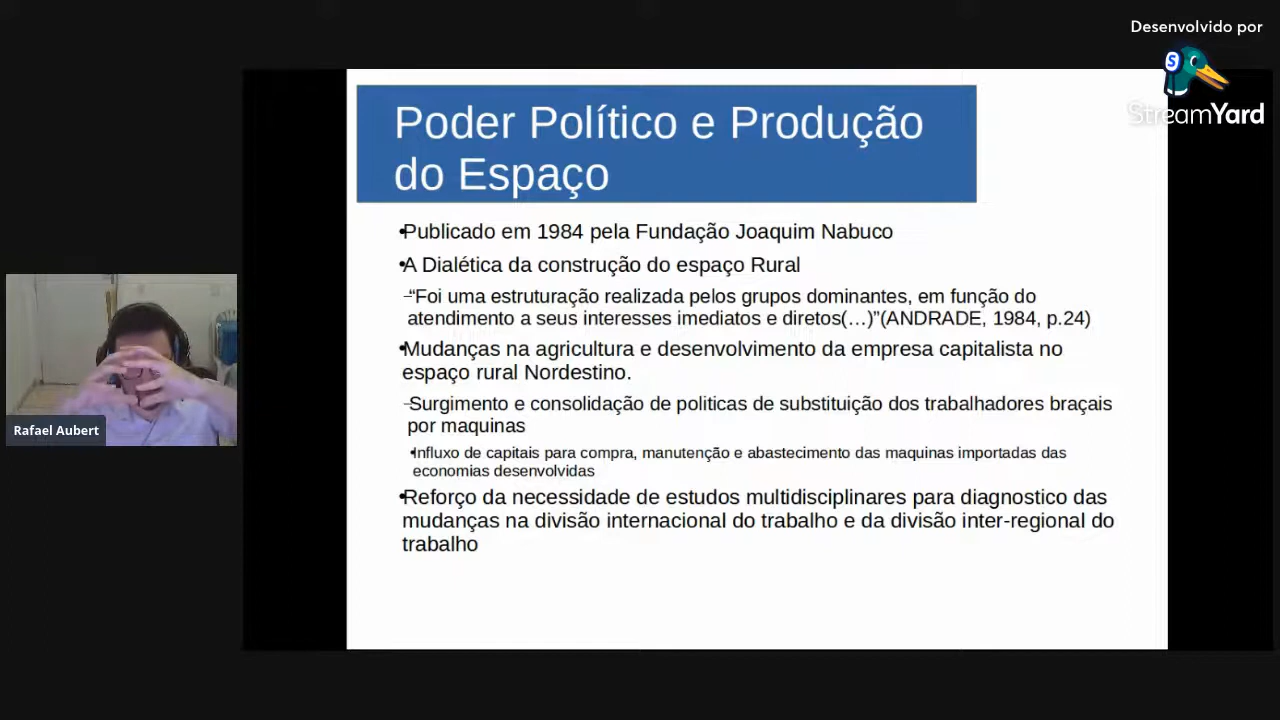 Desenvolvido por
StreamYard
Poder Político e Produção
do Espaço
•Publicado em 1984 pela Fundação Joaquim Nabuco
•A Dialética da construção do espaço Rural
–“Foi uma estruturação realizada pelos grupos dominantes, em função do
atendimento a seus interesses imediatos e diretos(…)”(ANDRADE, 1984, p.24)
•Mudanças na agricultura e desenvolvimento da empresa capitalista no
espaço rural Nordestino.
–Surgimento e consolidação de politicas de substituição dos trabalhadores braçais
por maquinas
•Influxo de capitais para compra, manutenção e abastecimento das maquinas importadas das
economias desenvolvidas
•Reforço da necessidade de estudos multidisciplinares para diagnostico das
mudanças na divisão internacional do trabalho e da divisão inter-regional do
trabalho
Rafael Aubert